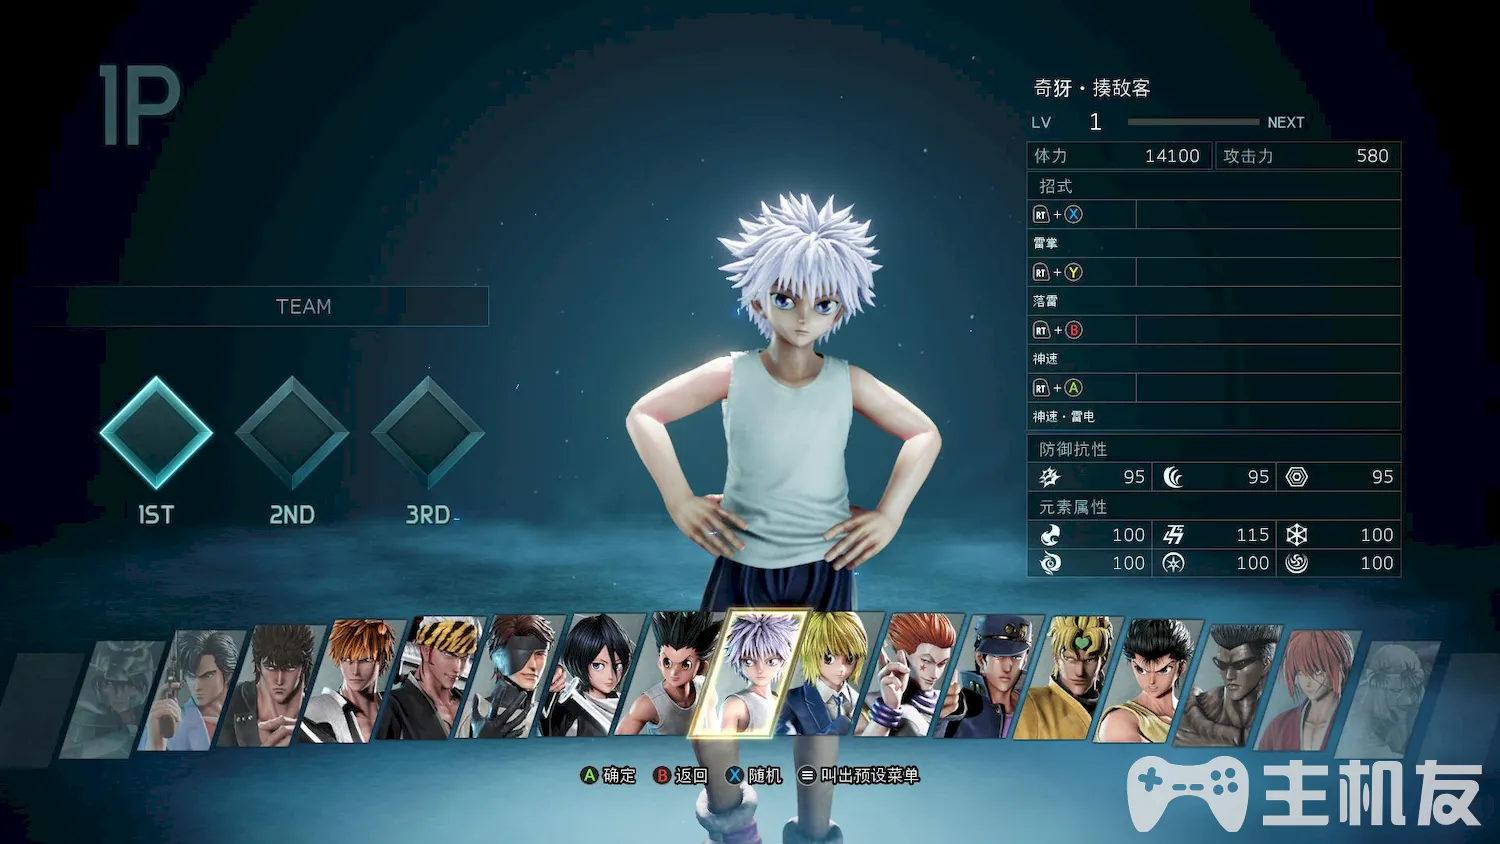 1P
奇犽・揍敌客
LV 1 NEXT
体力 14100 攻击力 580
招式
RT + X
雷掌
RT + Y
落雷
RT + B
神速
RT + A
神速・雷电
防御抗性
95 95 95
元素属性
100 115 100
100 100 100
TEAM
1ST 2ND 3RD
A 确定 B 返回 X 随机 叫出预设菜单
主机友